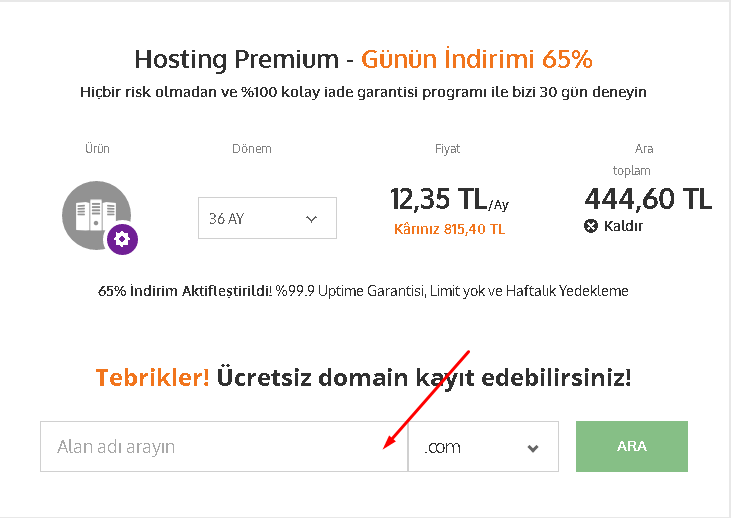 Hosting Premium - Günün İndirimi 65%
Hiçbir risk olmadan ve %100 kolay iade garantisi programı ile bizi 30 gün deneyin
Ürün
Dönem
Fiyat
Ara
toplam
36 AY
12,35 TL/Ay
Kârınız 815,40 TL
444,60 TL
Kaldır
65% İndirim Aktifleştirildi! %99.9 Uptime Garantisi, Limit yok ve Haftalık Yedekleme
Tebrikler! Ücretsiz domain kayıt edebilirsiniz!
Alan adı arayın
.com
ARA